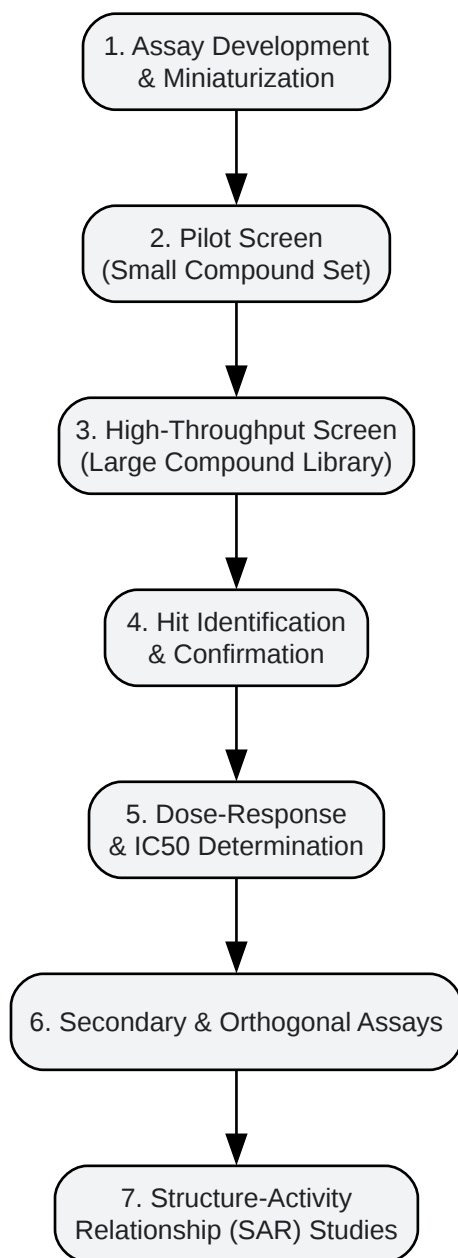 1. Assay Development
& Miniaturization
2. Pilot Screen
(Small Compound Set)
3. High-Throughput Screen
(Large Compound Library)
4. Hit Identification
& Confirmation
5. Dose-Response
& IC50 Determination
6. Secondary & Orthogonal Assays
7. Structure-Activity
Relationship (SAR) Studies